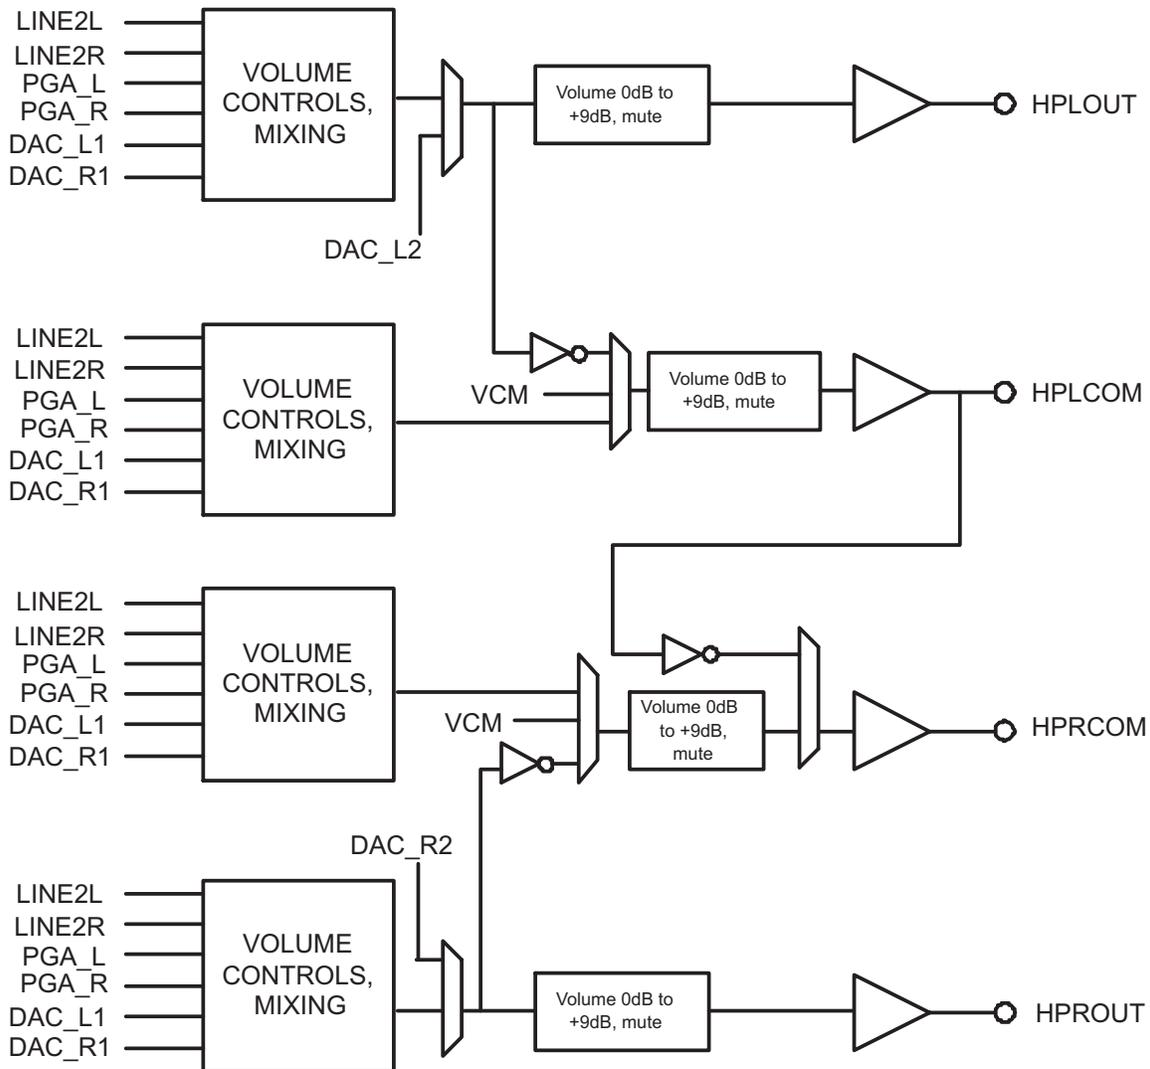 LINE2L
LINE2R
PGA_L
PGA_R
DAC_L1
DAC_R1
VOLUME
CONTROLS,
MIXING
DAC_L2
Volume 0dB to
+9dB, mute
HPLOUT
LINE2L
LINE2R
PGA_L
PGA_R
DAC_L1
DAC_R1
VOLUME
CONTROLS,
MIXING
VCM
Volume 0dB to
+9dB, mute
HPLCOM
LINE2L
LINE2R
PGA_L
PGA_R
DAC_L1
DAC_R1
VOLUME
CONTROLS,
MIXING
VCM
Volume 0dB
to +9dB,
mute
HPRCOM
DAC_R2
LINE2L
LINE2R
PGA_L
PGA_R
DAC_L1
DAC_R1
VOLUME
CONTROLS,
MIXING
Volume 0dB to
+9dB, mute
HPROUT